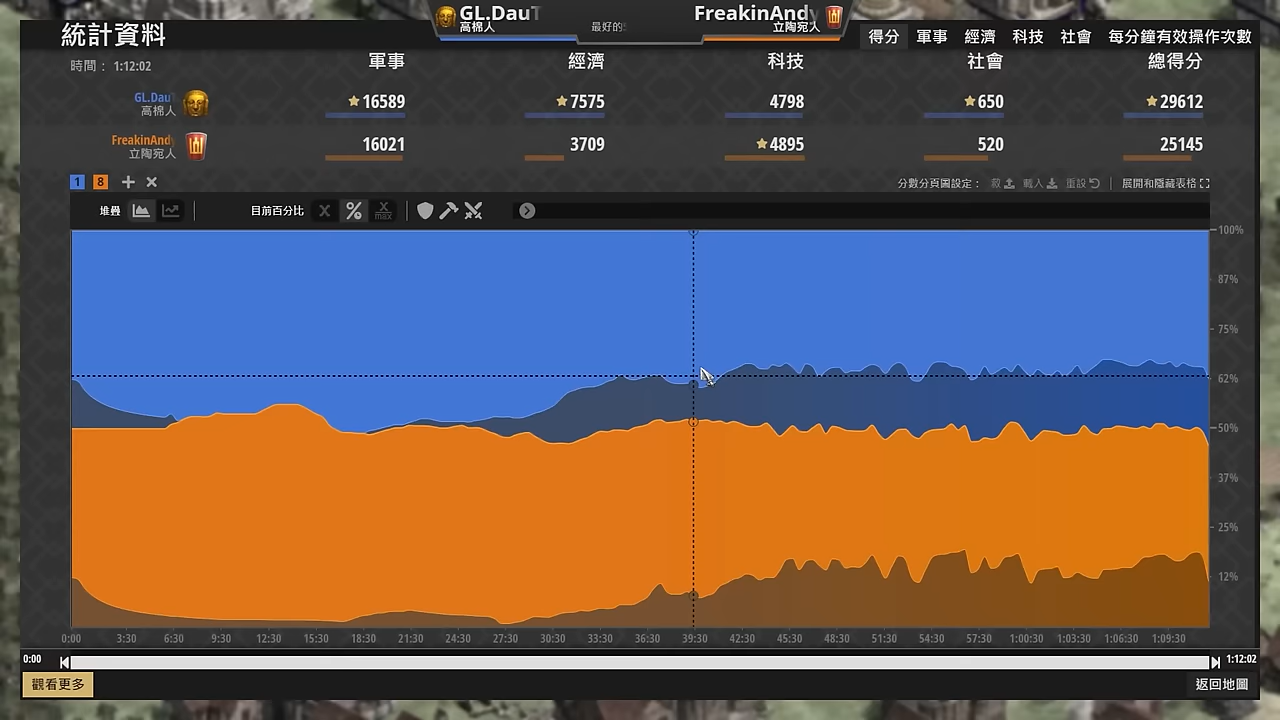 GL.DauT
高棉人
最好的
FreakinAndy
立陶宛人
統計資料
得分 軍事 經濟 科技 社會 每分鐘有效操作次數
時間： 1:12:02
軍事 經濟 科技 社會 總得分
GL.Dau
高棉人
16589 7575 4798 650 29612
FreakinAndy
立陶宛人
16021 3709 4895 520 25145
1 8
分數分頁圖設定： 載入 重設 展開和隱藏表格
堆疊 目前百分比 X % X max
100%
87%
75%
62%
50%
37%
25%
12%
0:00 3:30 6:30 9:30 12:30 15:30 18:30 21:30 24:30 27:30 30:30 33:30 36:30 39:30 42:30 45:30 48:30 51:30 54:30 57:30 1:00:30 1:03:30 1:06:30 1:09:30
0:00 1:12:02
觀看更多 返回地圖